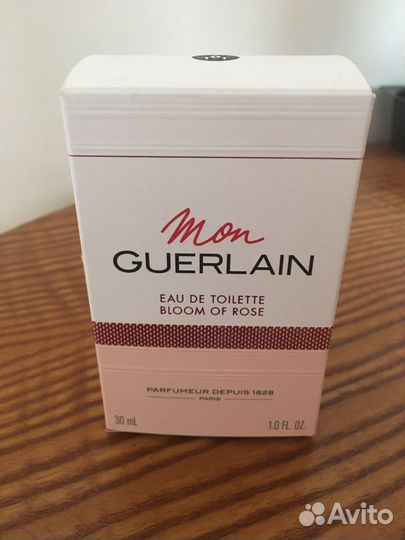 Mon
GUERLAIN
EAU DE TOILETTE
BLOOM OF ROSE
PARFUMEUR DEPUIS 1828
PARIS
30 mL 1.0 FL. OZ.
Avito